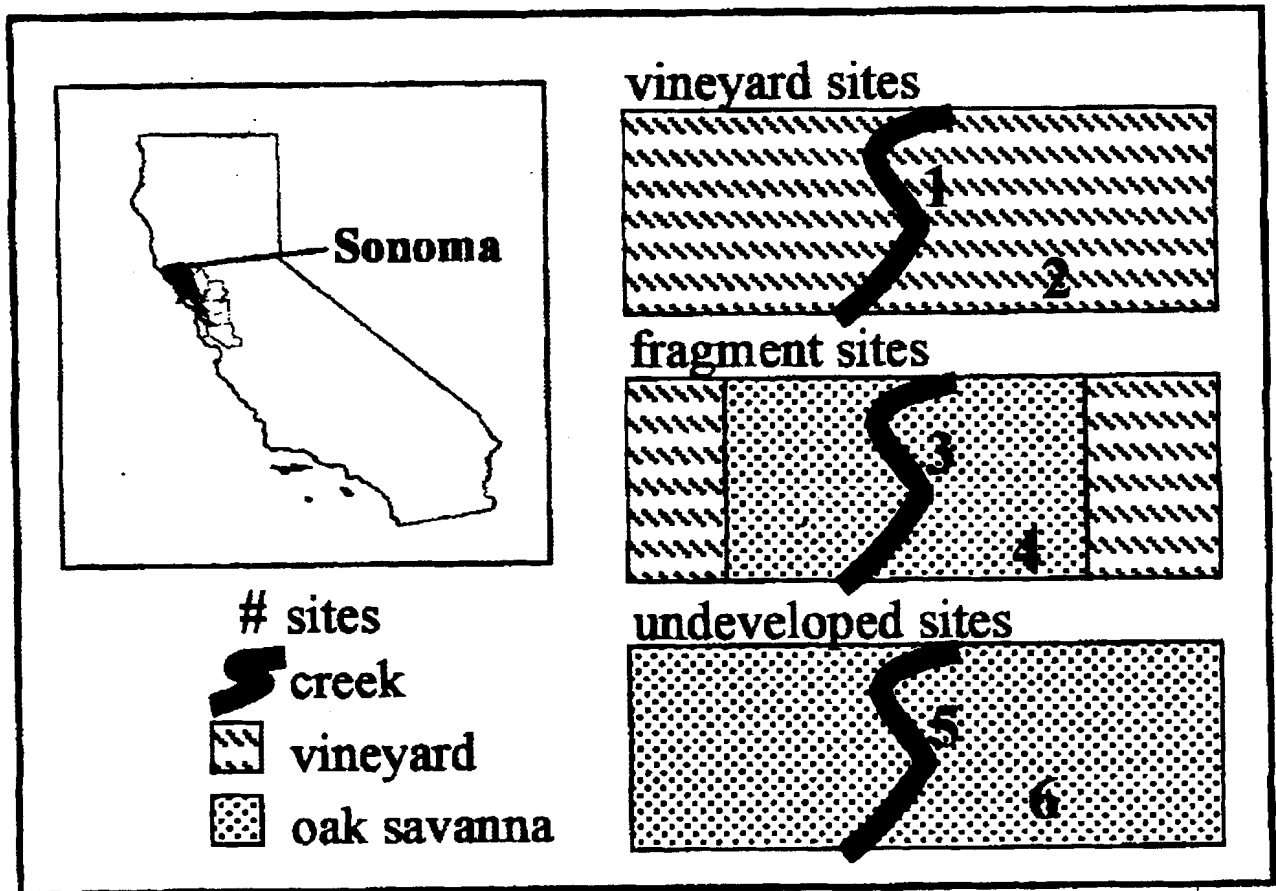 Sonoma
# sites
creek
vineyard
oak savanna
vineyard sites
1
2
fragment sites
3
4
undeveloped sites
5
6